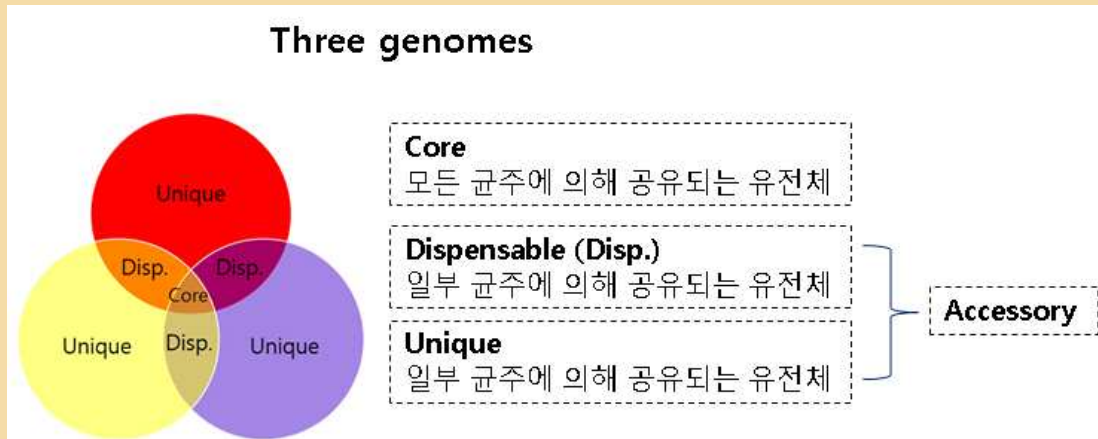 Three genomes
Unique
Disp.
Disp.
Core
Unique
Disp.
Unique
Core
모든 균주에 의해 공유되는 유전체
Dispensable (Disp.)
일부 균주에 의해 공유되는 유전체
Unique
일부 균주에 의해 공유되는 유전체
Accessory